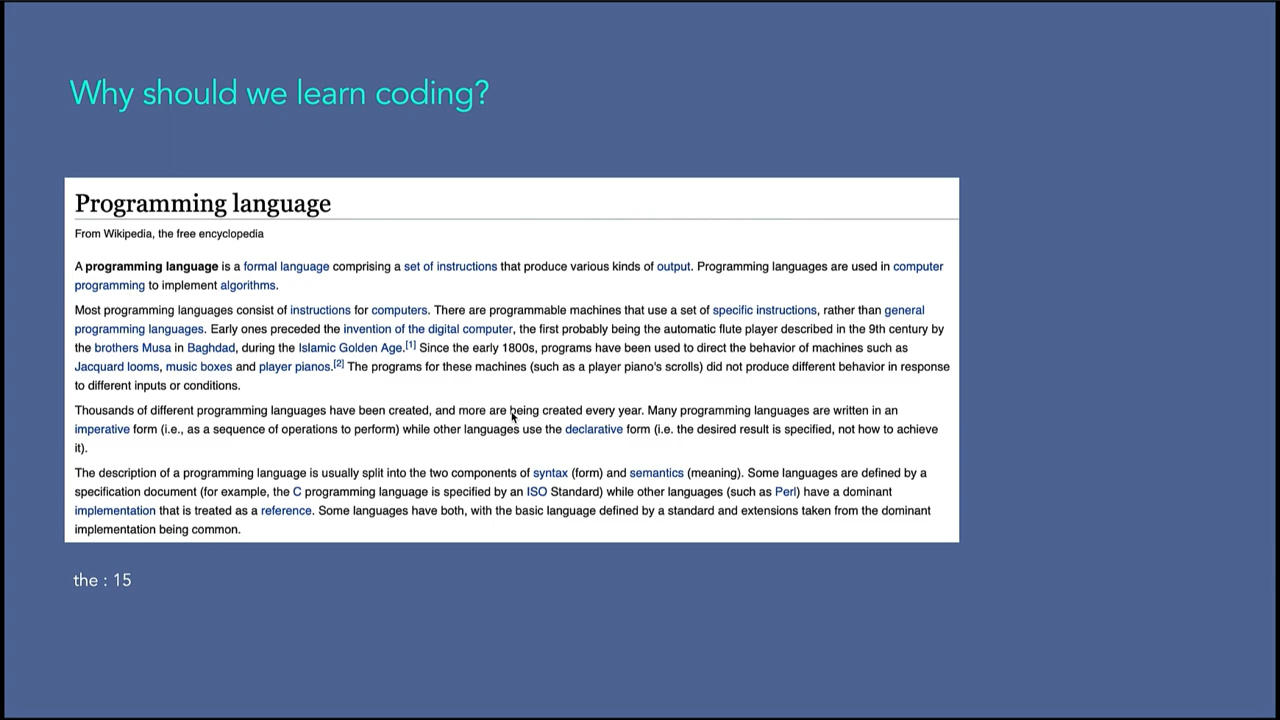 Why should we learn coding?
Programming language
From Wikipedia, the free encyclopedia
A programming language is a formal language comprising a set of instructions that produce various kinds of output. Programming languages are used in computer
programming to implement algorithms.
Most programming languages consist of instructions for computers. There are programmable machines that use a set of specific instructions, rather than general
programming languages. Early ones preceded the invention of the digital computer, the first probably being the automatic flute player described in the 9th century by
the brothers Musa in Baghdad, during the Islamic Golden Age.[1] Since the early 1800s, programs have been used to direct the behavior of machines such as
Jacquard looms, music boxes and player pianos.[2] The programs for these machines (such as a player piano's scrolls) did not produce different behavior in response
to different inputs or conditions.
Thousands of different programming languages have been created, and more are being created every year. Many programming languages are written in an
imperative form (i.e., as a sequence of operations to perform) while other languages use the declarative form (i.e. the desired result is specified, not how to achieve
it).
The description of a programming language is usually split into the two components of syntax (form) and semantics (meaning). Some languages are defined by a
specification document (for example, the C programming language is specified by an ISO Standard) while other languages (such as Perl) have a dominant
implementation that is treated as a reference. Some languages have both, with the basic language defined by a standard and extensions taken from the dominant
implementation being common.
the : 15